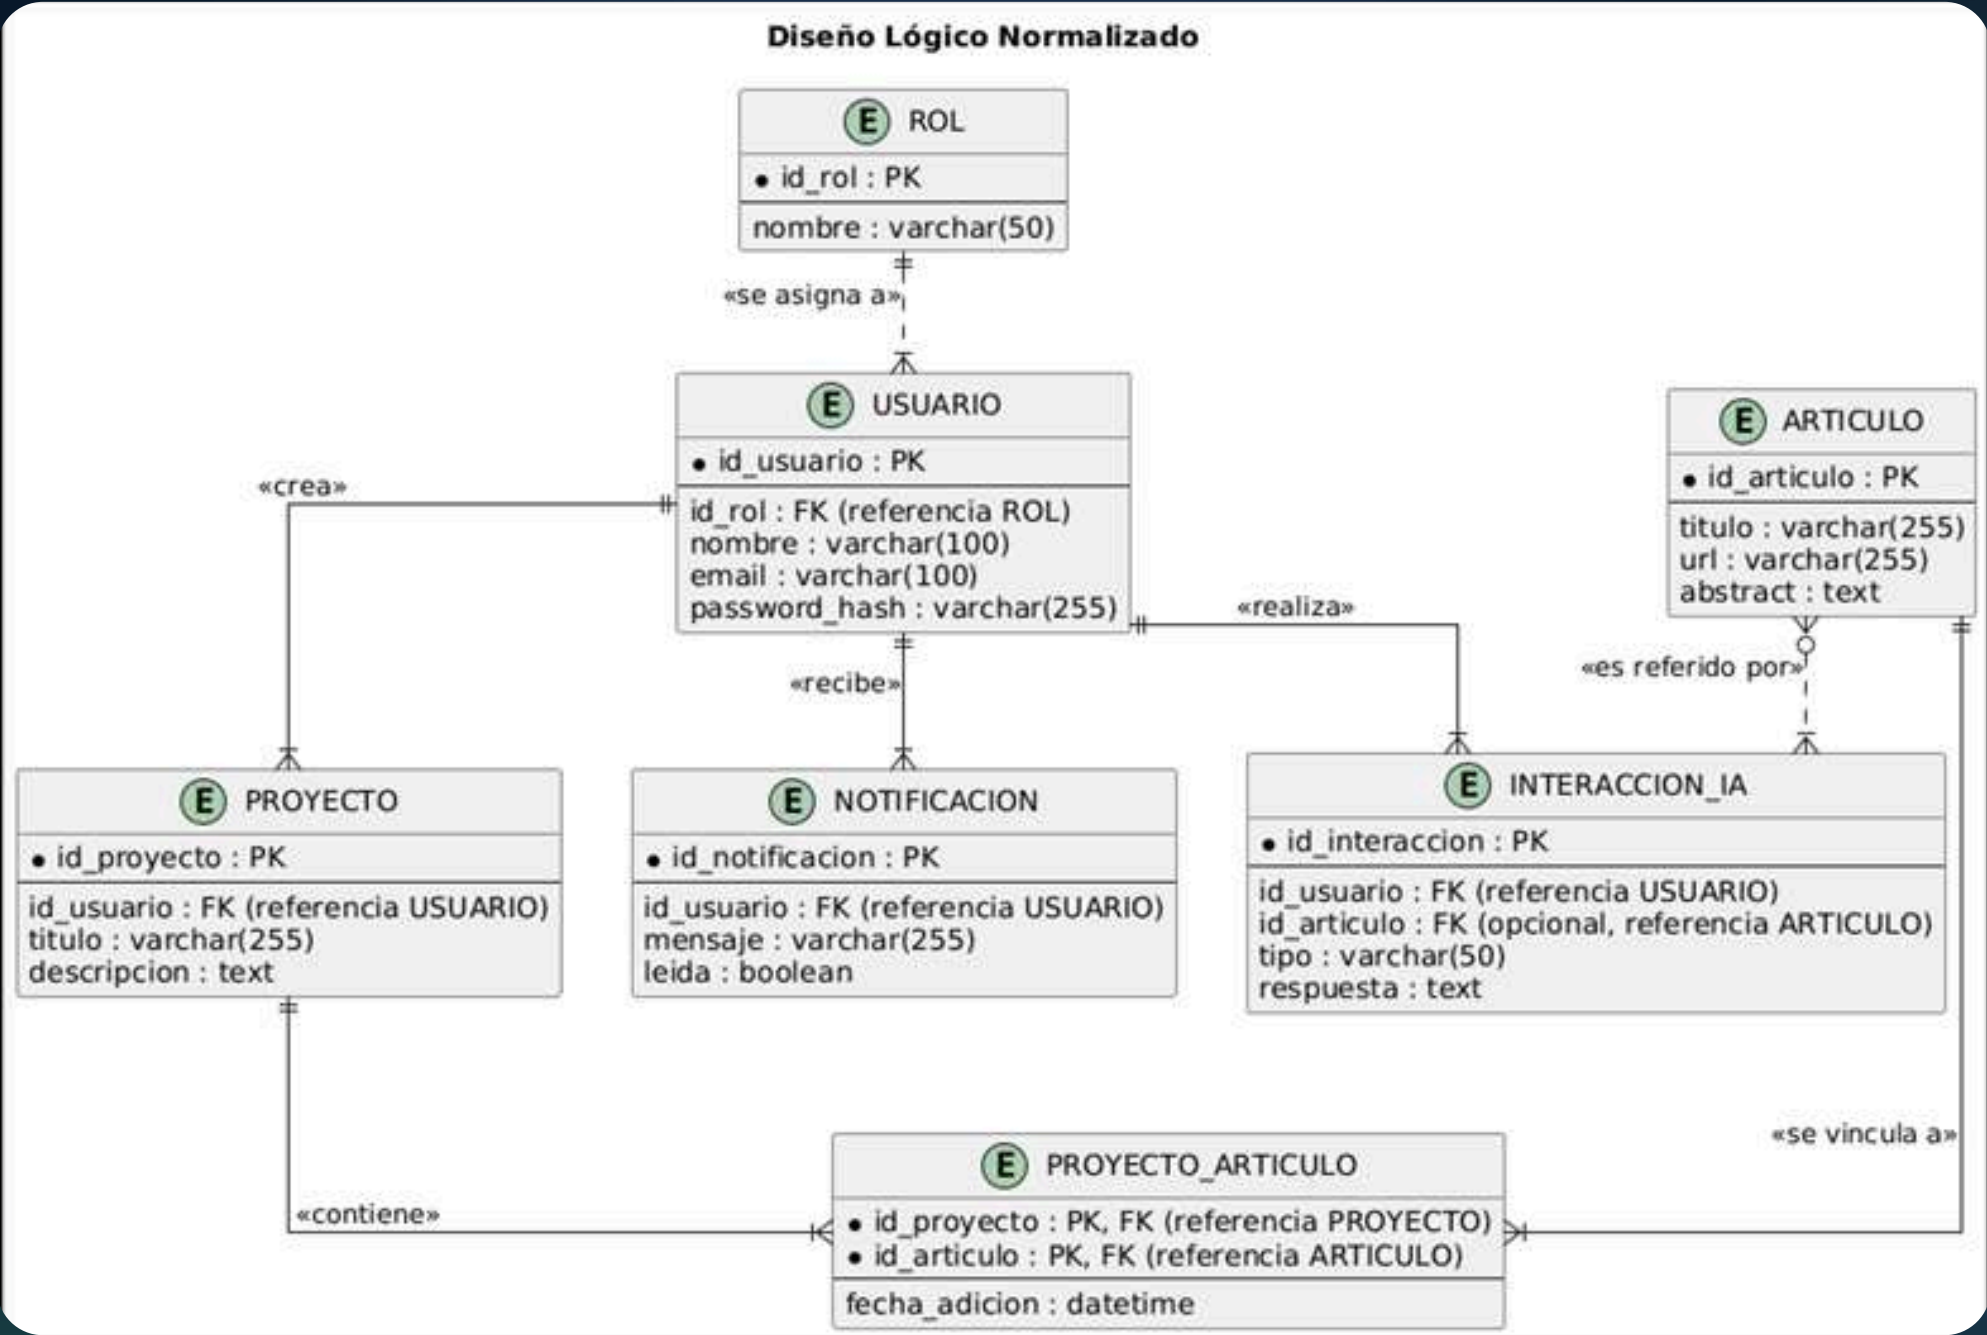 Diseño Lógico Normalizado
E ROL
id_rol : PK
nombre : varchar(50)
«se asigna a»
E USUARIO
id_usuario : PK
id_rol : FK (referencia ROL)
nombre : varchar(100)
email : varchar(100)
password_hash : varchar(255)
E ARTICULO
id_articulo : PK
titulo : varchar(255)
url : varchar(255)
abstract : text
«crea»
«recibe»
«realiza»
«es referido por»
E PROYECTO
id_proyecto : PK
id_usuario : FK (referencia USUARIO)
titulo : varchar(255)
descripcion : text
E NOTIFICACION
id_notificacion : PK
id_usuario : FK (referencia USUARIO)
mensaje : varchar(255)
leida : boolean
E INTERACCION_IA
id_interaccion : PK
id_usuario : FK (referencia USUARIO)
id_articulo : FK (opcional, referencia ARTICULO)
tipo : varchar(50)
respuesta : text
«se vincula a»
«contiene»
E PROYECTO_ARTICULO
id_proyecto : PK, FK (referencia PROYECTO)
id_articulo : PK, FK (referencia ARTICULO)
fecha_adicion : datetime